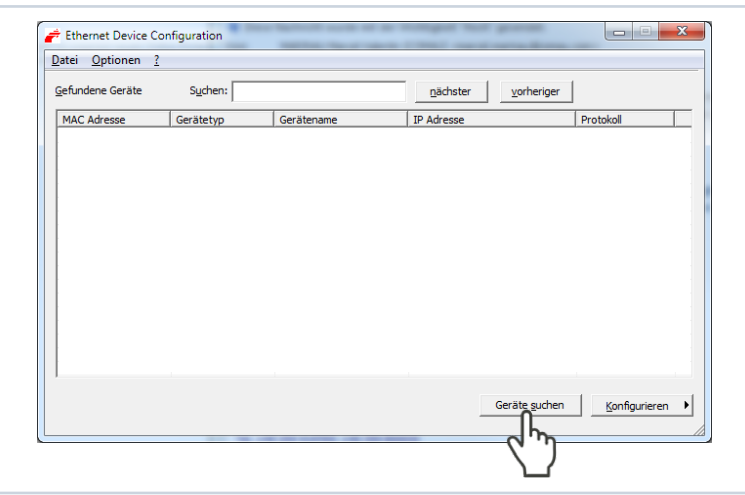 Ethernet Device Configuration
Datei Optionen ?
Gefundene Geräte Suchen: nächster vorheriger
MAC Adresse Gerätetyp Gerätename IP Adresse Protokoll
Geräte suchen Konfigurieren